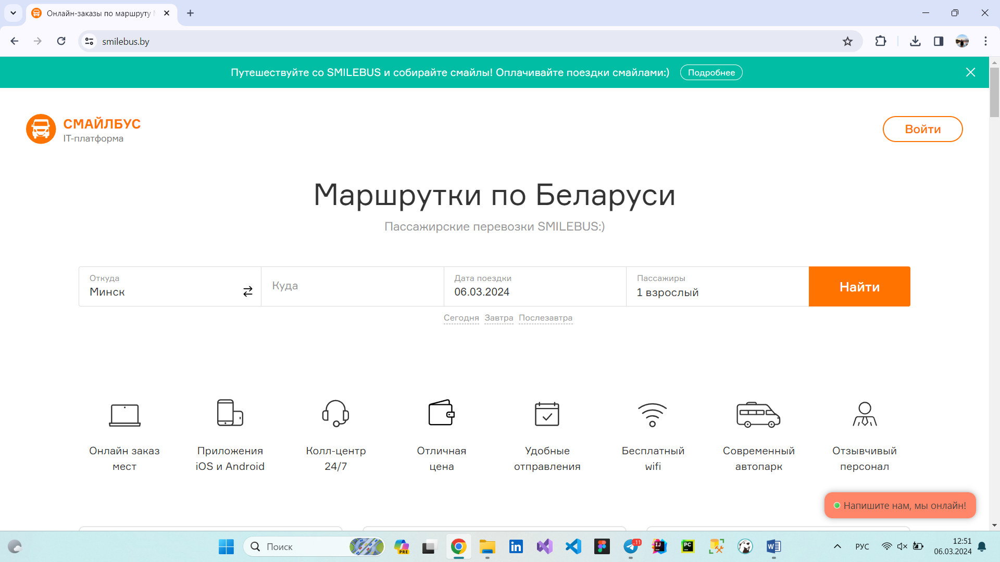 Онлайн-заказы по маршруту
smilebus.by
Путешествуйте со SMILEBUS и собирайте смайлы! Оплачивайте поездки смайлами:)
Подробнее
СМАЙЛБУС
IT-платформа
Войти
Маршрутки по Беларуси
Пассажирские перевозки SMILEBUS:)
Откуда
Минск
Куда
Дата поездки
06.03.2024
Пассажиры
1 взрослый
Найти
Сегодня Завтра Послезавтра
Онлайн заказ
мест
Приложения
iOS и Android
Колл-центр
24/7
Отличная
цена
Удобные
отправления
Бесплатный
wifi
Современный
автопарк
Отзывчивый
персонал
Напишите нам, мы онлайн!
Поиск
PRE
11
РУС
12:51
06.03.2024